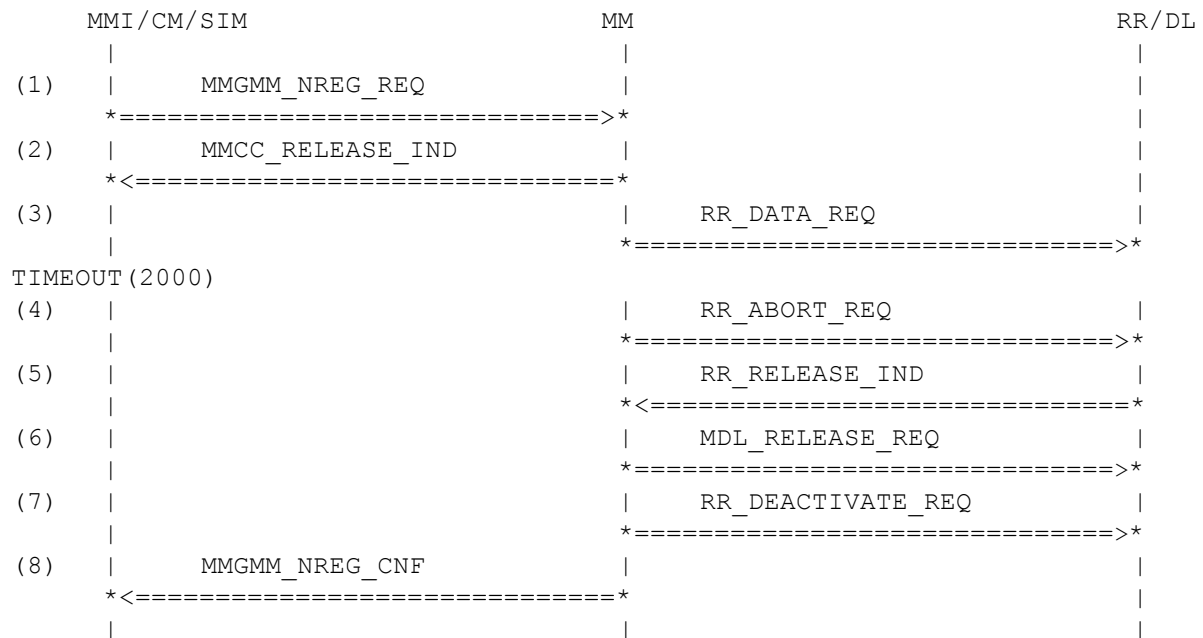 MMI/CM/SIM MM RR/DL
| | |
(1) | MMGMM_NREG_REQ | |
*==============================>* |
(2) | MMCC_RELEASE_IND | |
*<==============================* |
(3) | | RR_DATA_REQ |
| *==============================>*
TIMEOUT(2000)
(4) | | RR_ABORT_REQ |
| *==============================>*
(5) | | RR_RELEASE_IND |
| *<==============================*
(6) | | MDL_RELEASE_REQ |
| *==============================>*
(7) | | RR_DEACTIVATE_REQ |
| *==============================>*
(8) | MMGMM_NREG_CNF | |
*<==============================* |
| | |